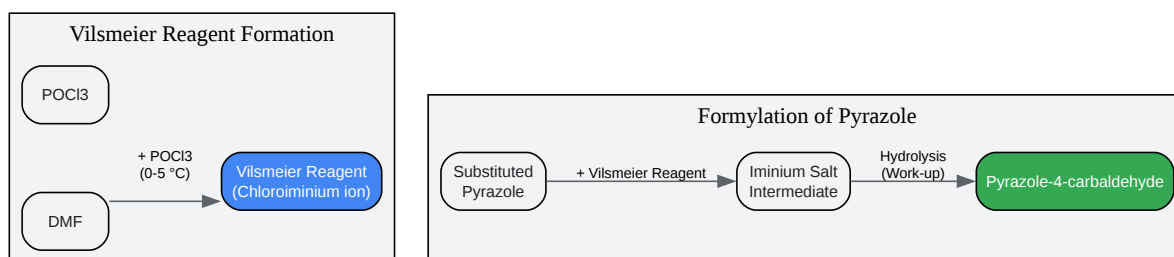 Vilsmeier Reagent Formation
POCl3
+ POCl3
(0-5 °C)
Vilsmeier Reagent
(Chloroiminium ion)
DMF
Formylation of Pyrazole
Substituted
Pyrazole
+ Vilsmeier Reagent
Iminium Salt
Intermediate
Hydrolysis
(Work-up)
Pyrazole-4-carbaldehyde